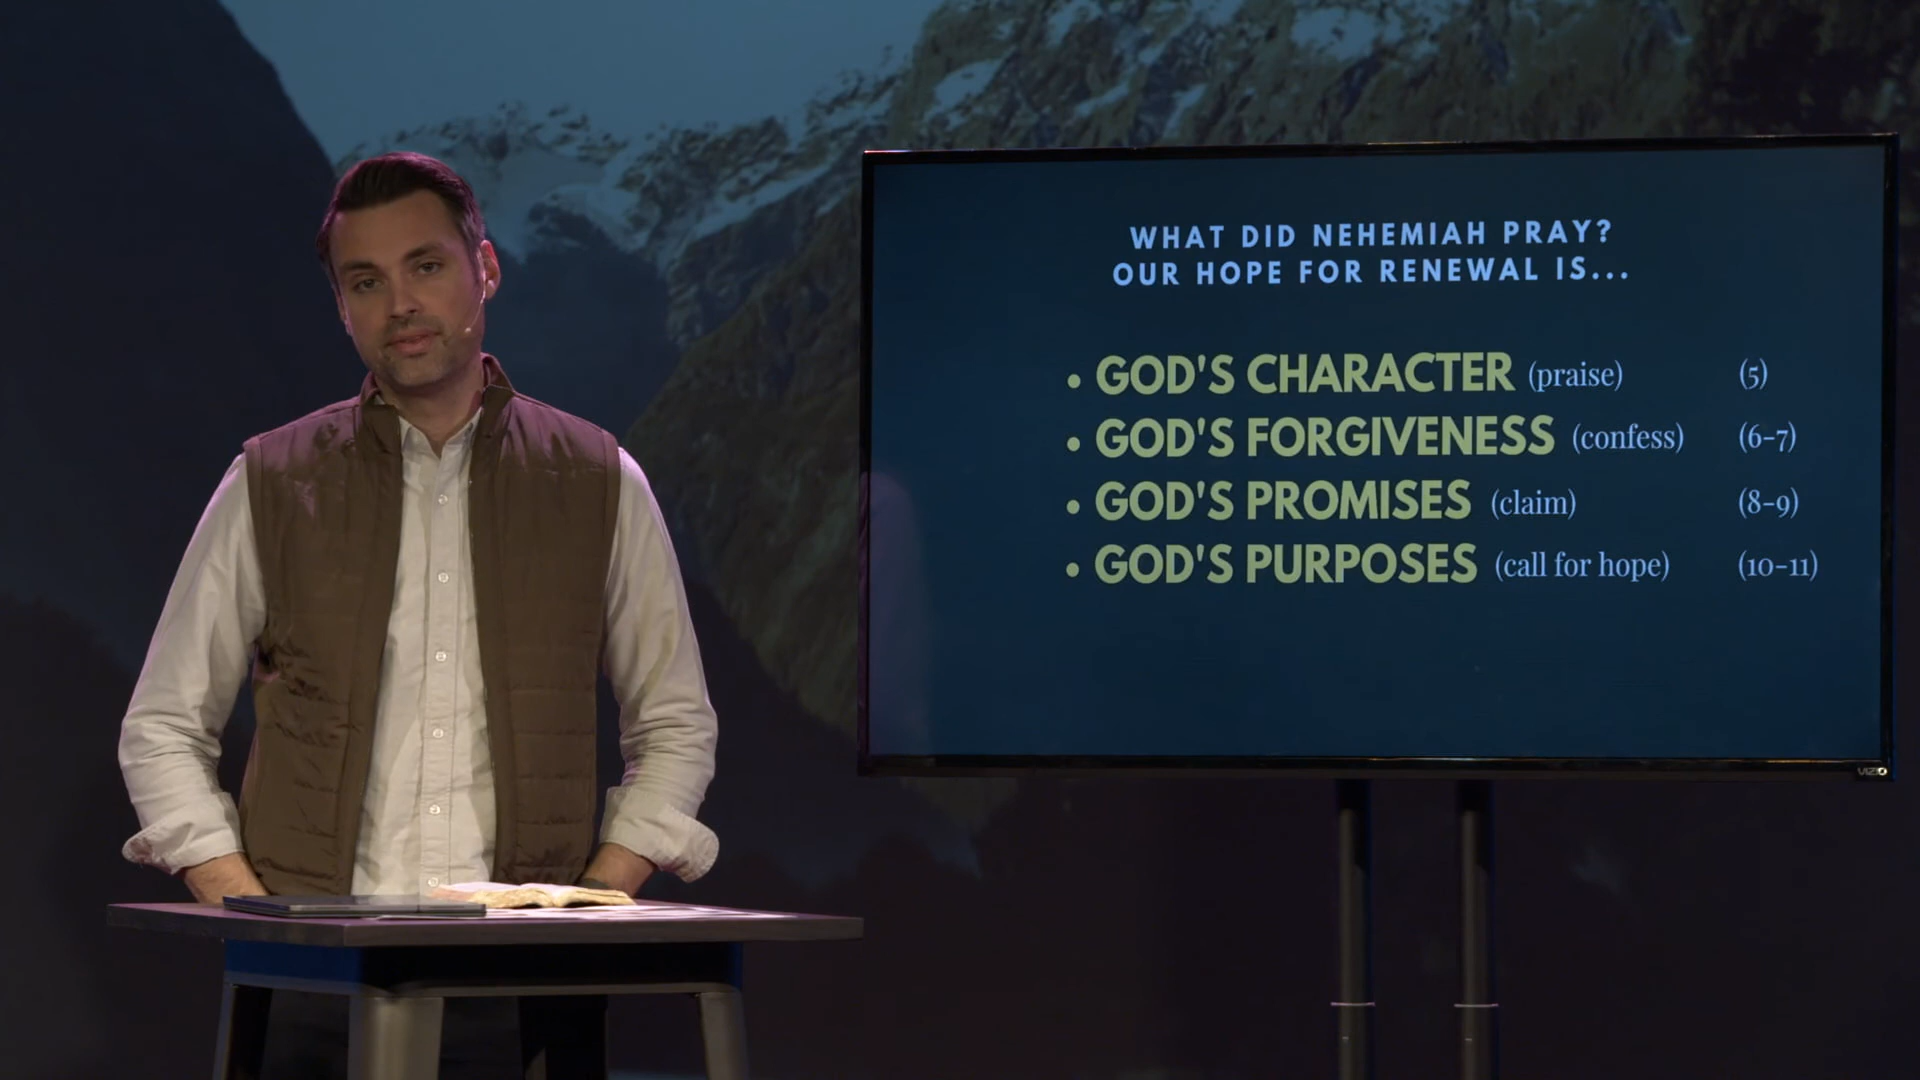 WHAT DID NEHEMIAH PRAY?
OUR HOPE FOR RENEWAL IS...
• GOD'S CHARACTER (praise) (5)
• GOD'S FORGIVENESS (confess) (6-7)
• GOD'S PROMISES (claim) (8-9)
• GOD'S PURPOSES (call for hope) (10-11)
VIZIO